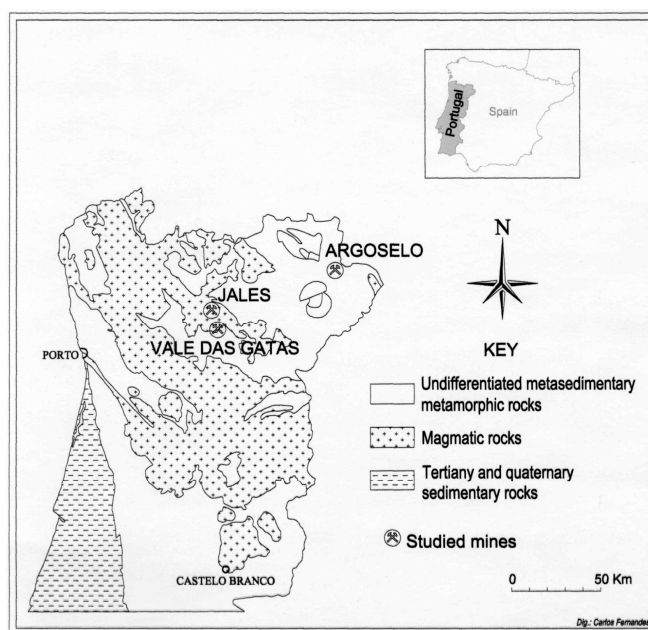 Portugal
Spain
N
ARGOSELO
JALES
VALE DAS GATAS
PORTO
KEY
Undifferentiated metasedimentary
metamorphic rocks
Magmatic rocks
Tertiany and quaternary
sedimentary rocks
Studied mines
CASTELO BRANCO
0 50 Km
Dig.: Carlos Fernandes